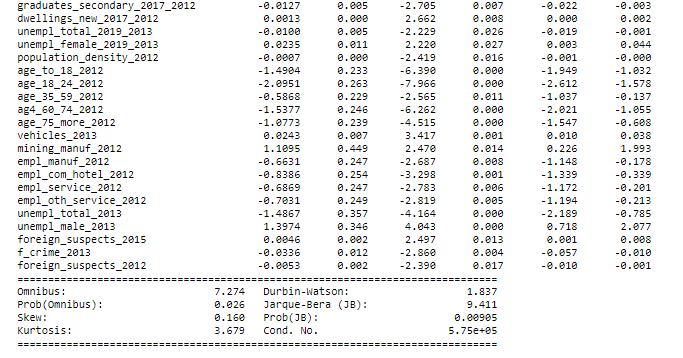 graduates_secondary_2017_2012 -0.0127 0.005 -2.705 0.007 -0.022 -0.003
dwellings_new_2017_2012 0.0013 0.000 2.662 0.008 0.000 0.002
unempl_total_2019_2013 -0.0100 0.005 -2.229 0.026 -0.019 -0.001
unempl_female_2019_2013 0.0235 0.011 2.220 0.027 0.003 0.044
population_density_2012 -0.0007 0.000 -2.419 0.016 -0.001 -0.000
age_to_18_2012 -1.4904 0.233 -6.390 0.000 -1.949 -1.032
age_18_24_2012 -2.0951 0.263 -7.966 0.000 -2.612 -1.578
age_35_59_2012 -0.5868 0.229 -2.565 0.011 -1.037 -0.137
ag4_60_74_2012 -1.5377 0.246 -6.262 0.000 -2.021 -1.055
age_75_more_2012 -1.0773 0.239 -4.515 0.000 -1.547 -0.608
vehicles_2013 0.0243 0.007 3.417 0.001 0.010 0.038
mining_manuf_2012 1.1095 0.449 2.470 0.014 0.226 1.993
empl_manuf_2012 -0.6631 0.247 -2.687 0.008 -1.148 -0.178
empl_com_hotel_2012 -0.8386 0.254 -3.298 0.001 -1.339 -0.339
empl_service_2012 -0.6869 0.247 -2.783 0.006 -1.172 -0.201
empl_oth_service_2012 -0.7031 0.249 -2.819 0.005 -1.194 -0.213
unempl_total_2013 -1.4867 0.357 -4.164 0.000 -2.189 -0.785
unempl_male_2013 1.3974 0.346 4.043 0.000 0.718 2.077
foreign_suspects_2015 0.0046 0.002 2.497 0.013 0.001 0.008
f_crime_2013 -0.0336 0.012 -2.860 0.004 -0.057 -0.010
foreign_suspects_2012 -0.0053 0.002 -2.390 0.017 -0.010 -0.001
==============================================================================
Omnibus: 7.274 Durbin-Watson: 1.837
Prob(Omnibus): 0.026 Jarque-Bera (JB): 9.411
Skew: 0.160 Prob(JB): 0.00905
Kurtosis: 3.679 Cond. No. 5.75e+05
==============================================================================